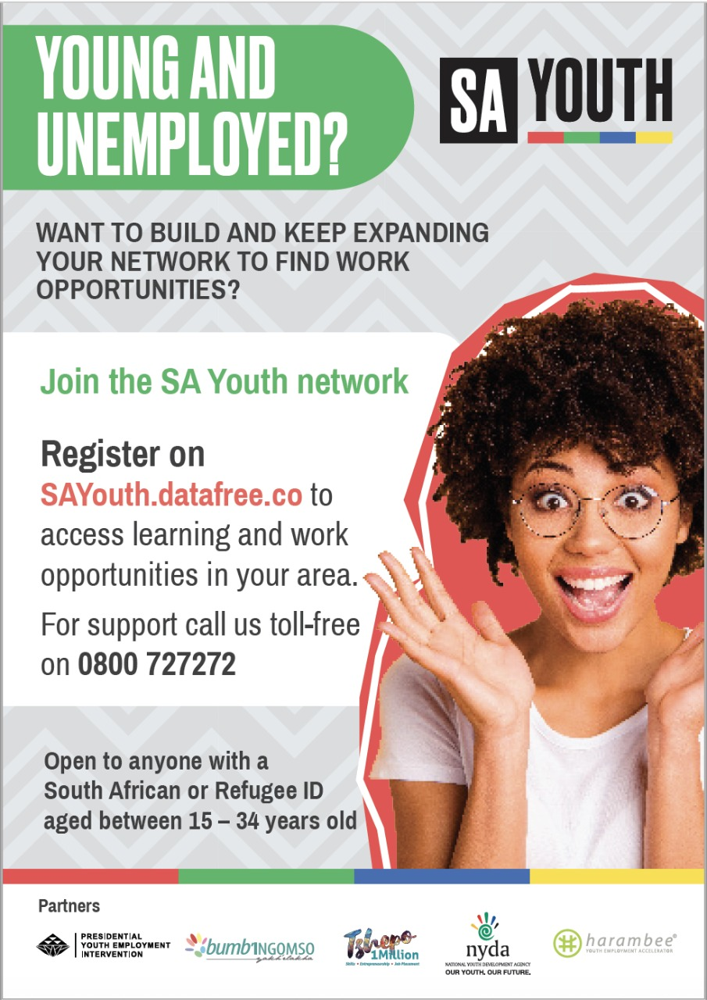 YOUNG AND
UNEMPLOYED?
SA YOUTH
WANT TO BUILD AND KEEP EXPANDING
YOUR NETWORK TO FIND WORK
OPPORTUNITIES?
Join the SA Youth network
Register on
SAYouth.datafree.co to
access learning and work
opportunities in your area.
For support call us toll-free
on 0800 727272
Open to anyone with a
South African or Refugee ID
aged between 15 – 34 years old
Partners
PRESIDENTIAL
YOUTH EMPLOYMENT
INTERVENTION
bumb1NGOMSO
yakhelakha
Tshepo
1Million
Skills • Entrepreneurship • Job Placement
nyda
NATIONAL YOUTH DEVELOPMENT AGENCY
OUR YOUTH. OUR FUTURE.
harambee®
YOUTH EMPLOYMENT ACCELERATOR